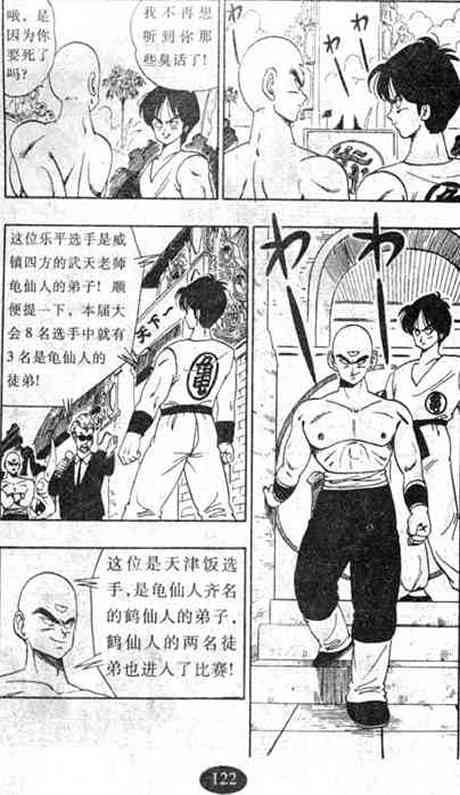 わ
わ
わ
我不再想
听到你那
些臭话了!
哦,是
因为你
要死了
吗?
わ
わ
亀
这位乐平选手是威
镇四方的武天老師
龟仙人的弟子! 顺
便提一下,本届大
会8名选手中就有
3名是龟仙人的
徒弟!
天下一
亀
这位是天津饭选
手,是龟仙人齐名
的鹤仙人的弟子,
鹤仙人的两名徒
弟也进入了比赛!
122